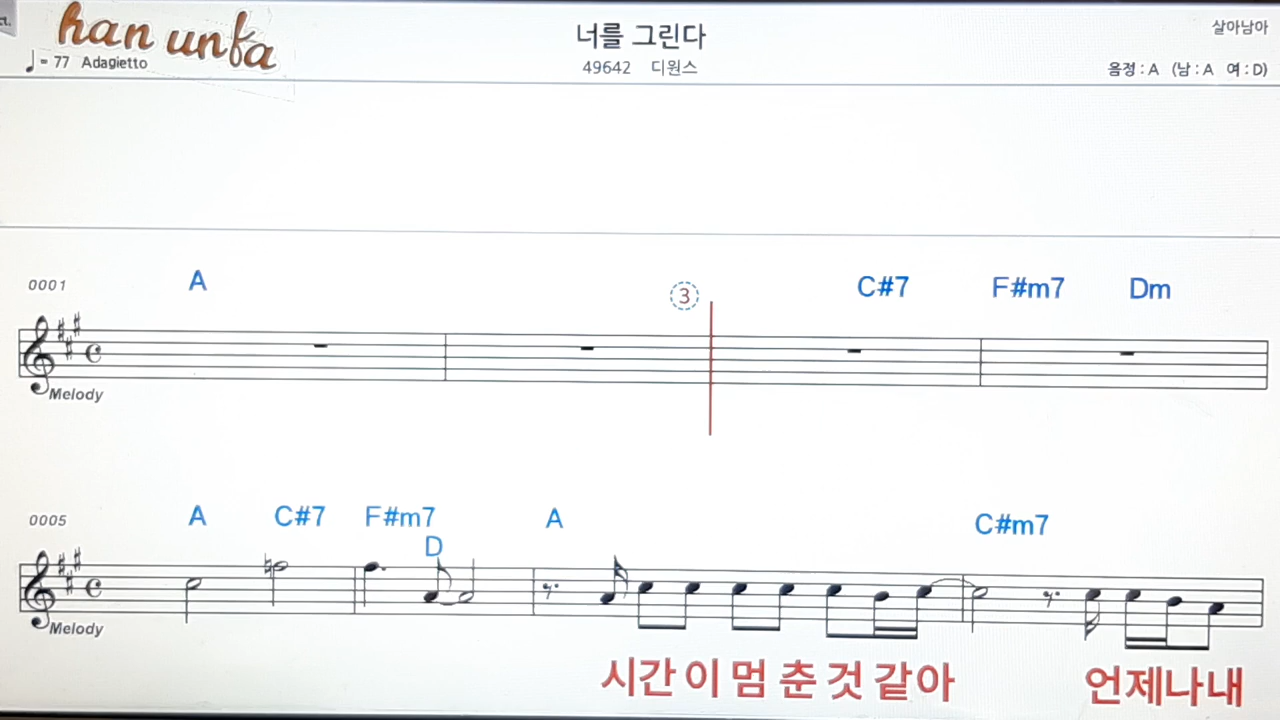 han unfa
♩= 77 Adagietto
너를 그린다
49642 디원스
살아남아
음정 : A (남 : A 여 : D)
0001
A
③
C#7 F#m7 Dm
Melody
0005
A C#7 F#m7 A C#m7
D
Melody
시간이멈춘것같아 언제나내